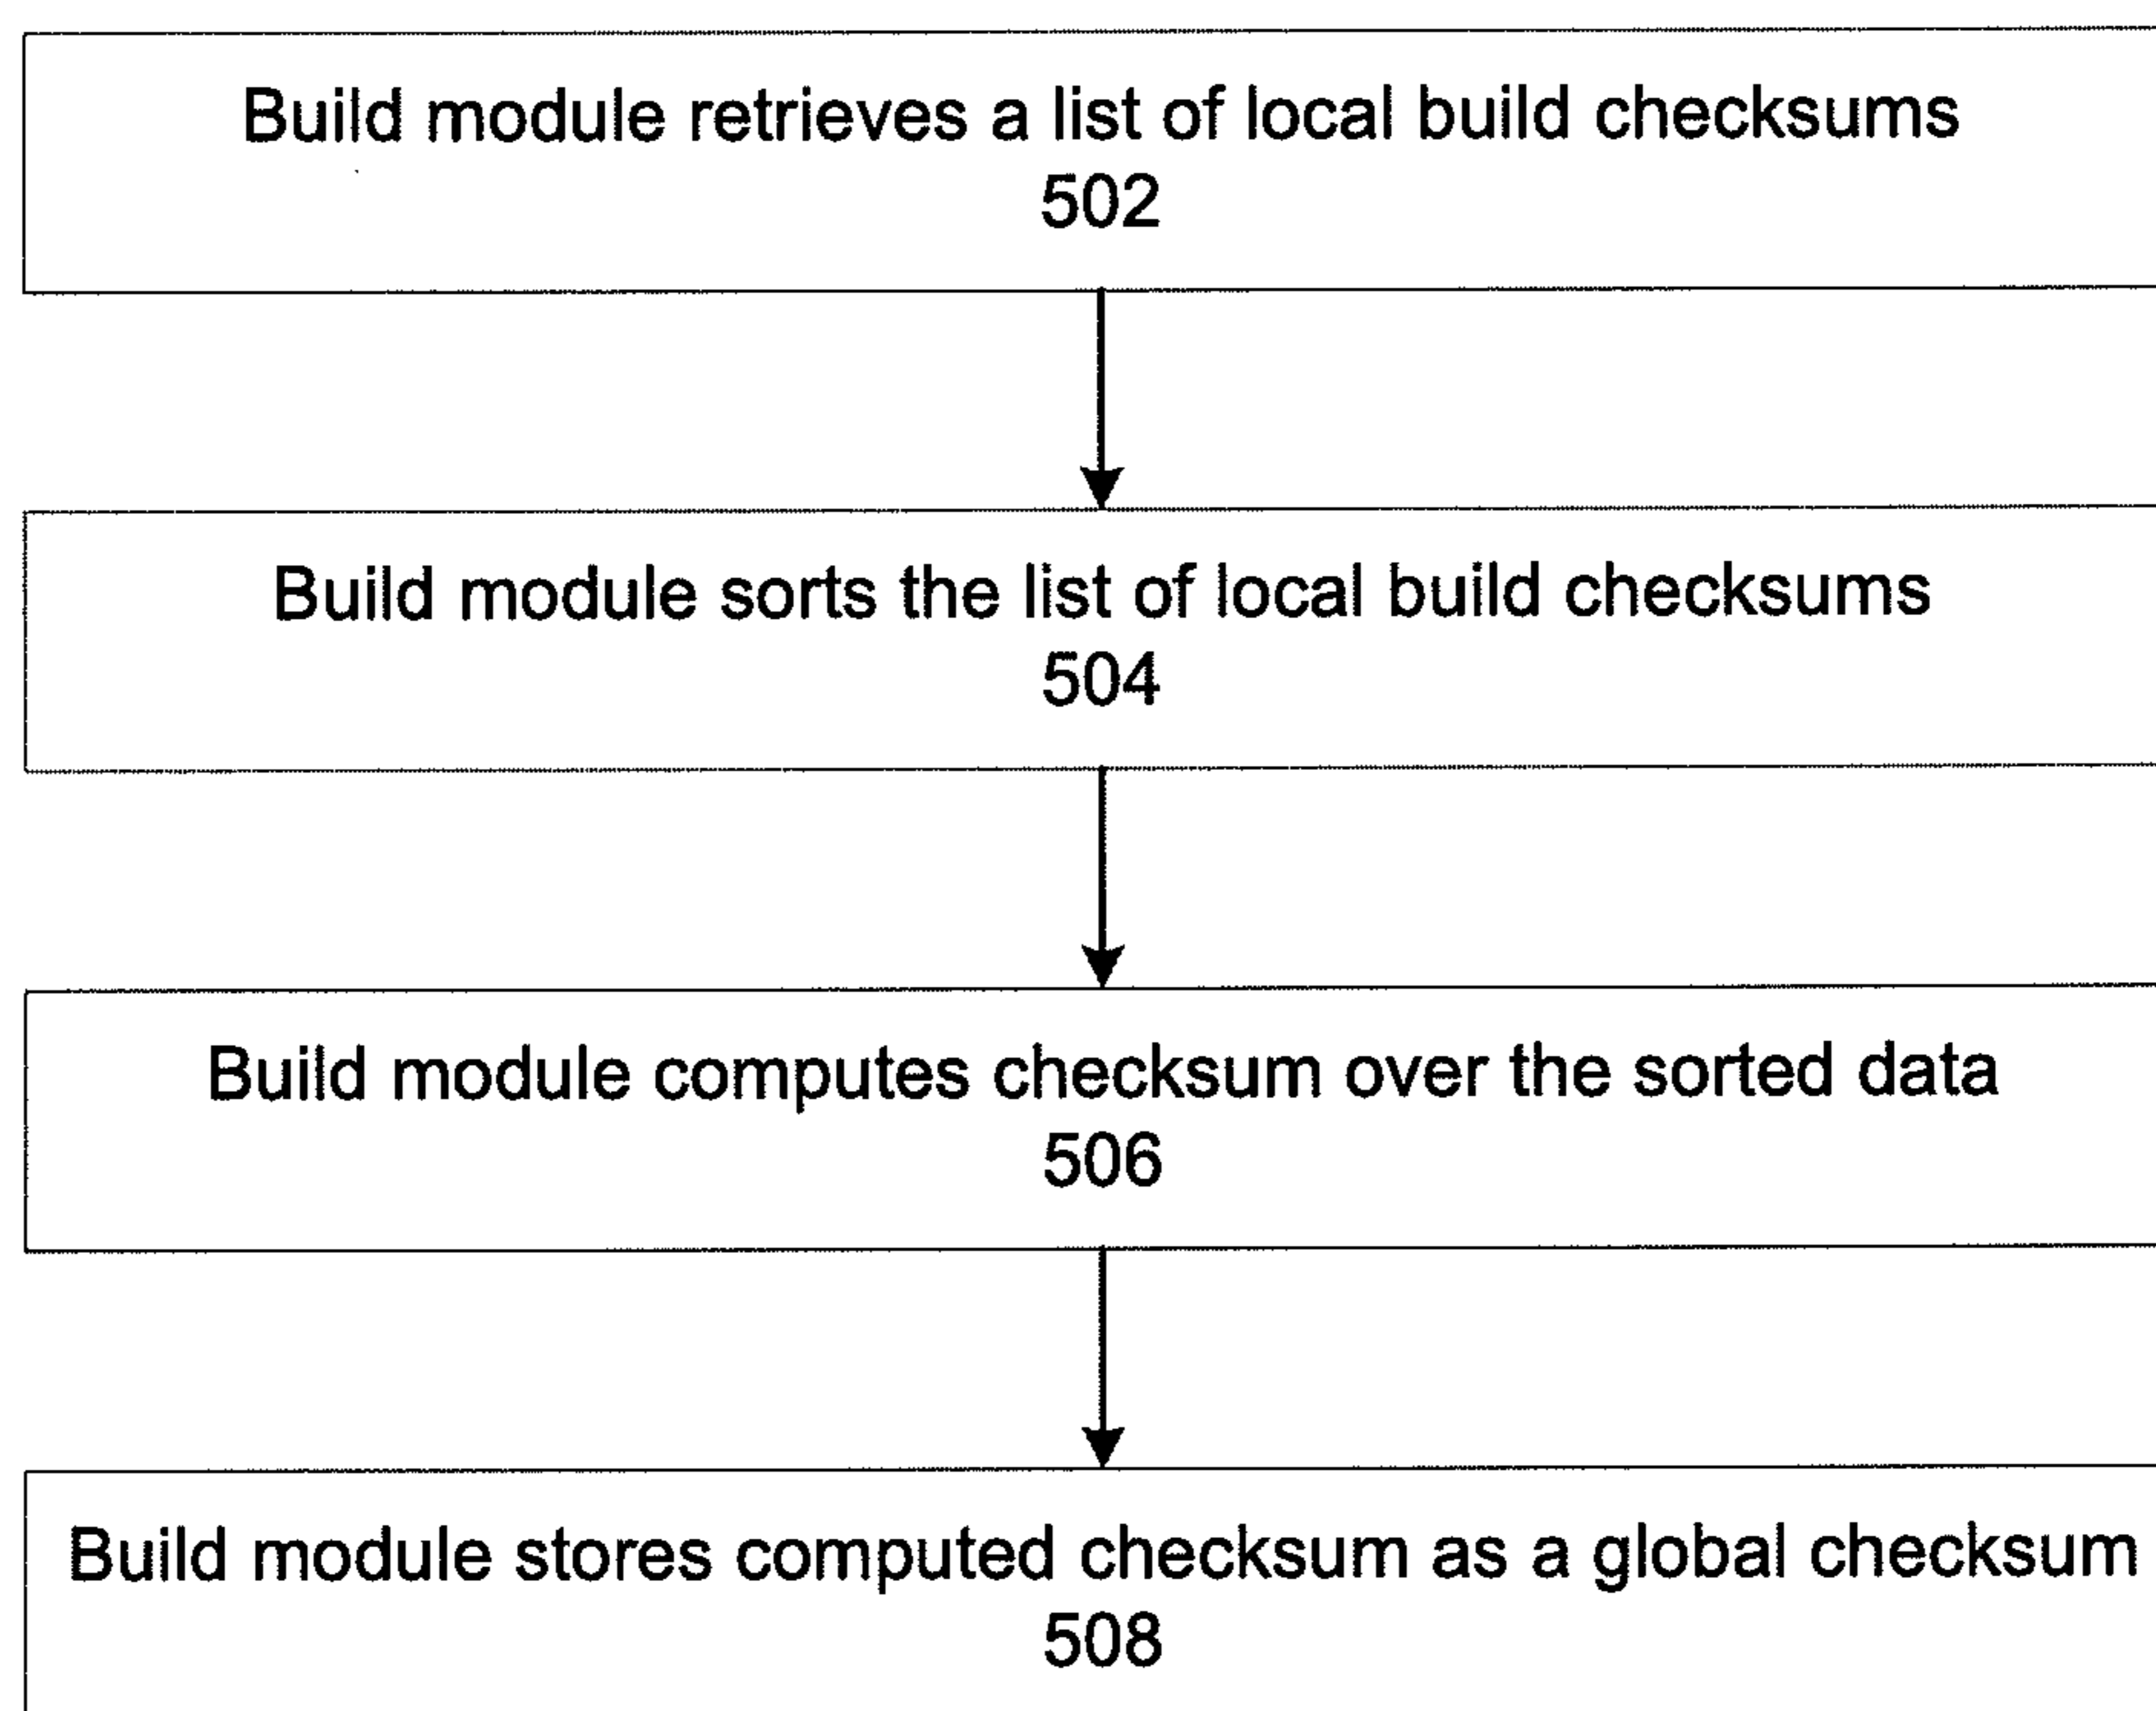 Build module retrieves a list of local build checksums
502
Build module sorts the list of local build checksums
504
Build module computes checksum over the sorted data
506
Build module stores computed checksum as a global checksum
508